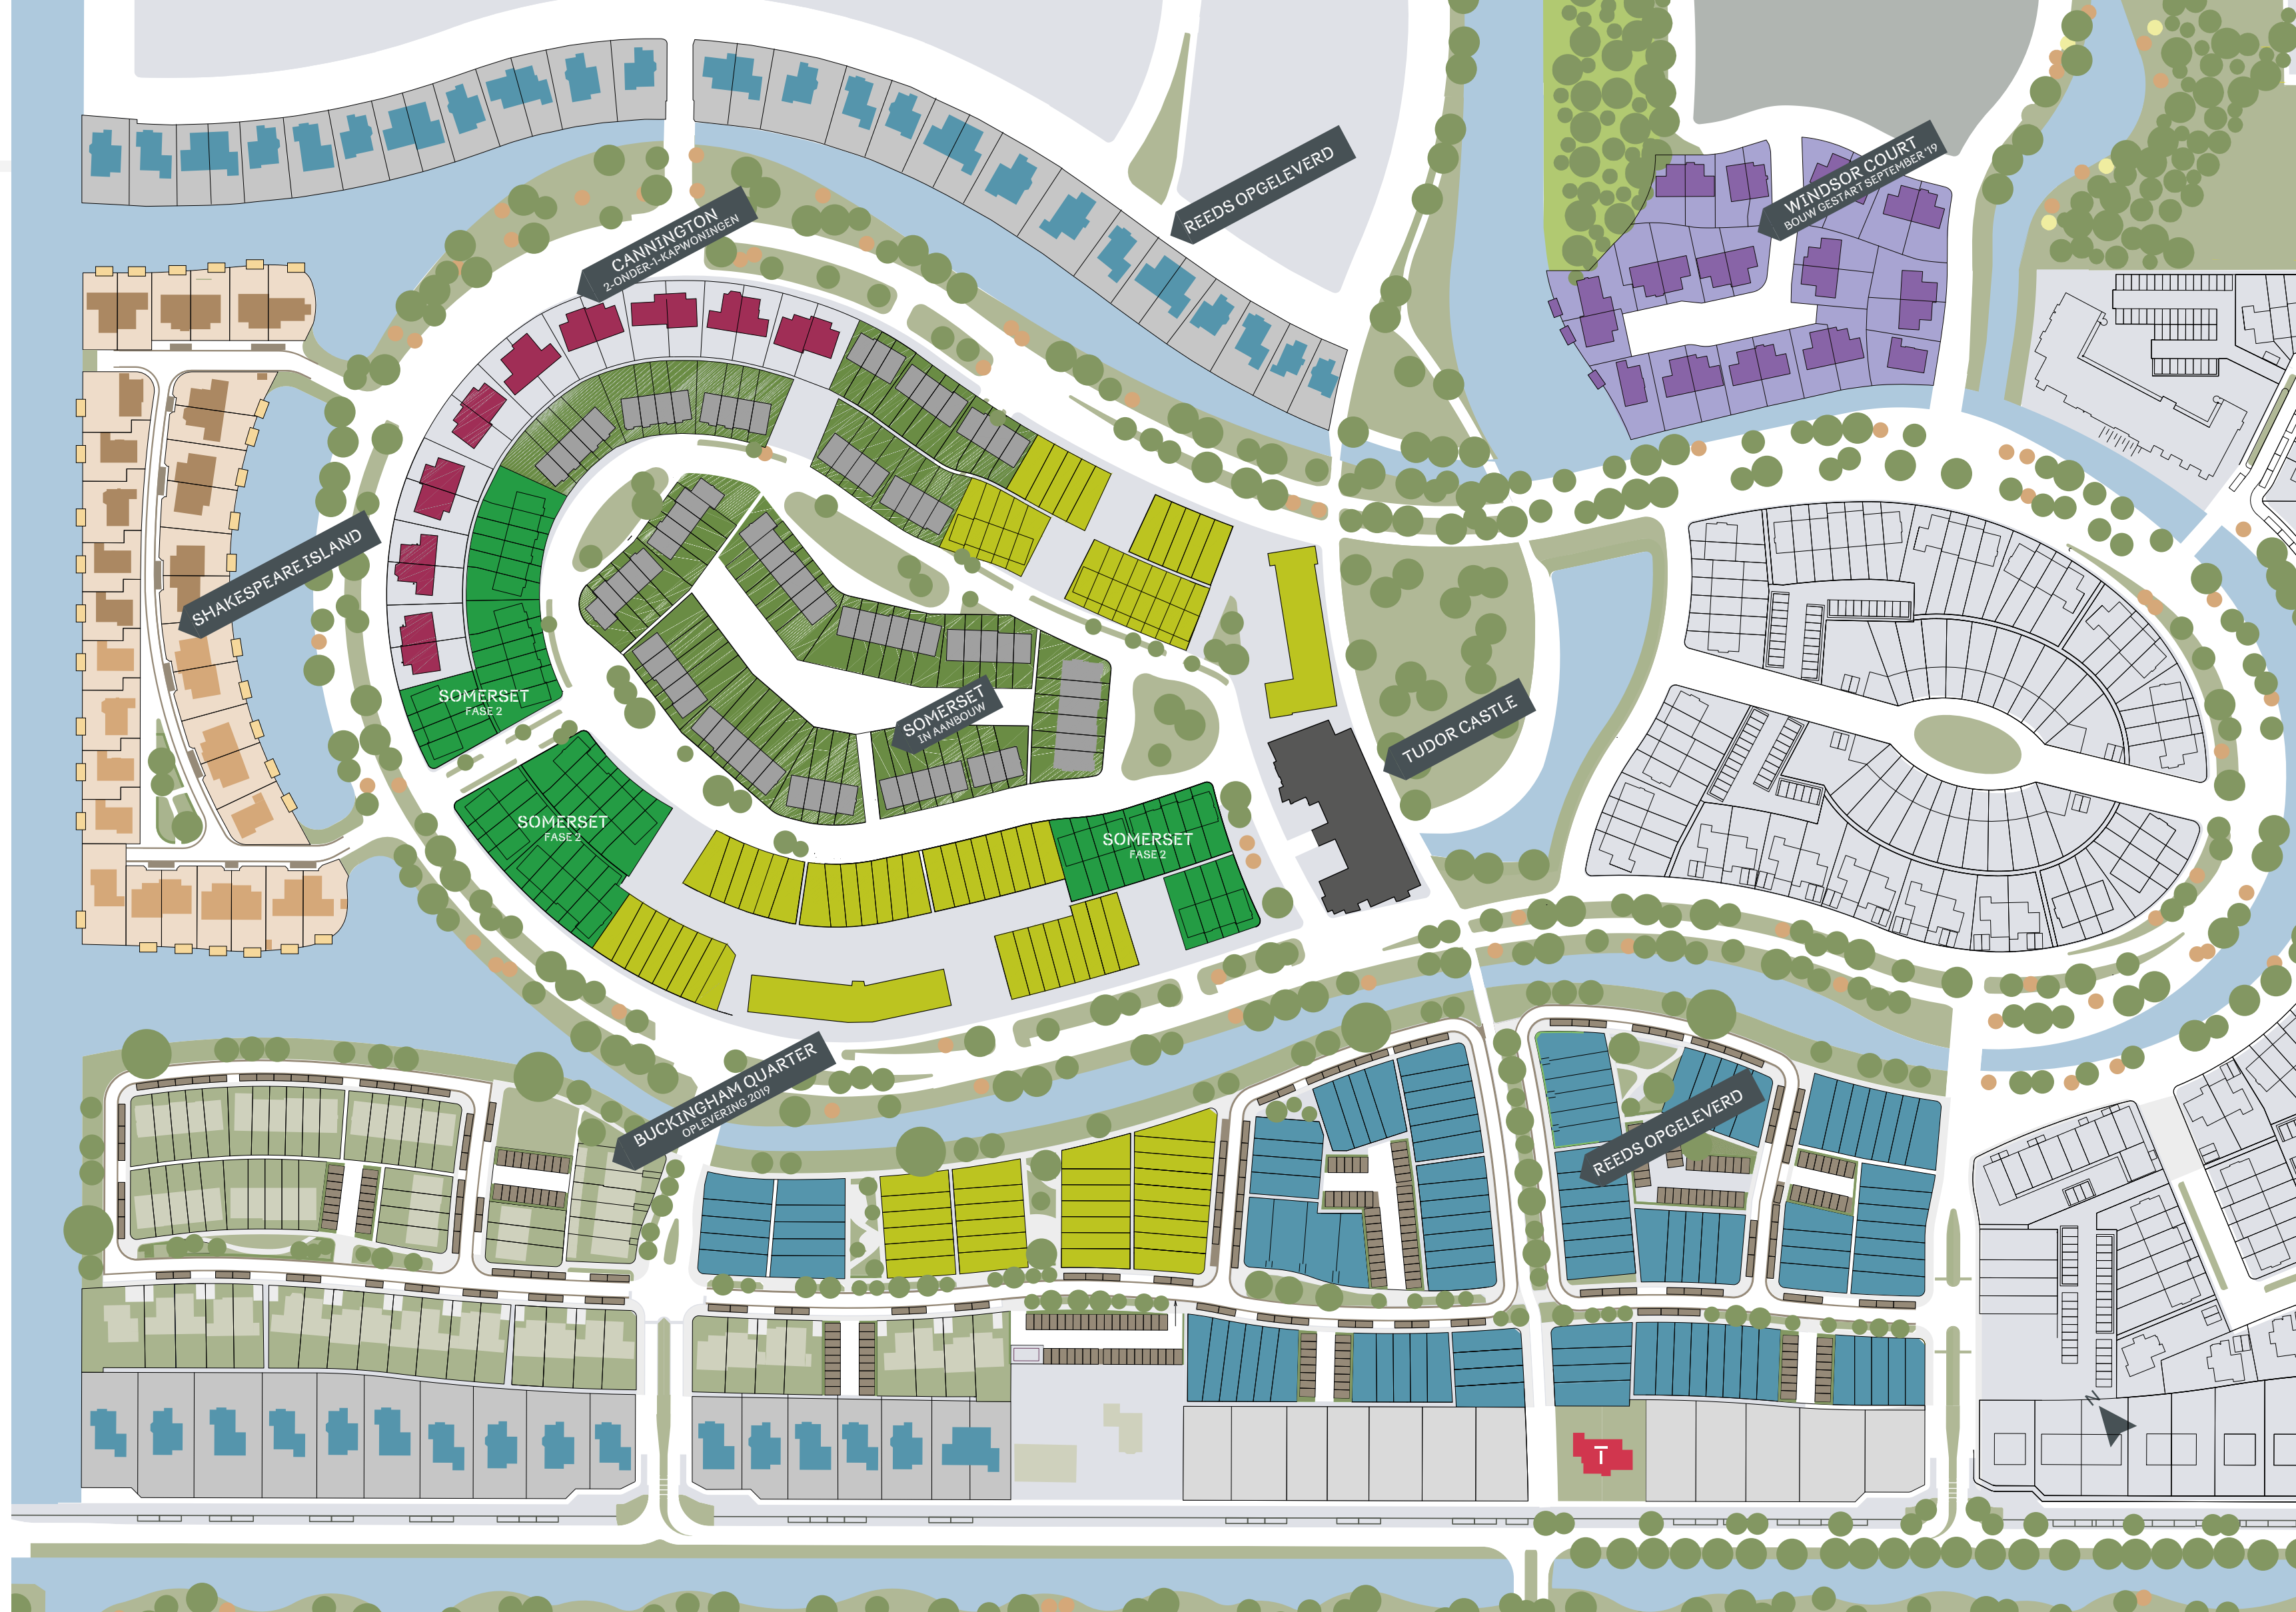 REEDS OPGELEVERD
WINDSOR COURT
BOUW GESTART SEPTEMBER '19
CANNINGTON
2-ONDER-1-KAPWONINGEN
SHAKESPEARE ISLAND
SOMERSET
FASE 2
SOMERSET
IN AANBOUW
TUDOR CASTLE
SOMERSET
FASE 2
SOMERSET
FASE 2
BUCKINGHAM QUARTER
OPLEVERING 2019
REEDS OPGELEVERD
N
T